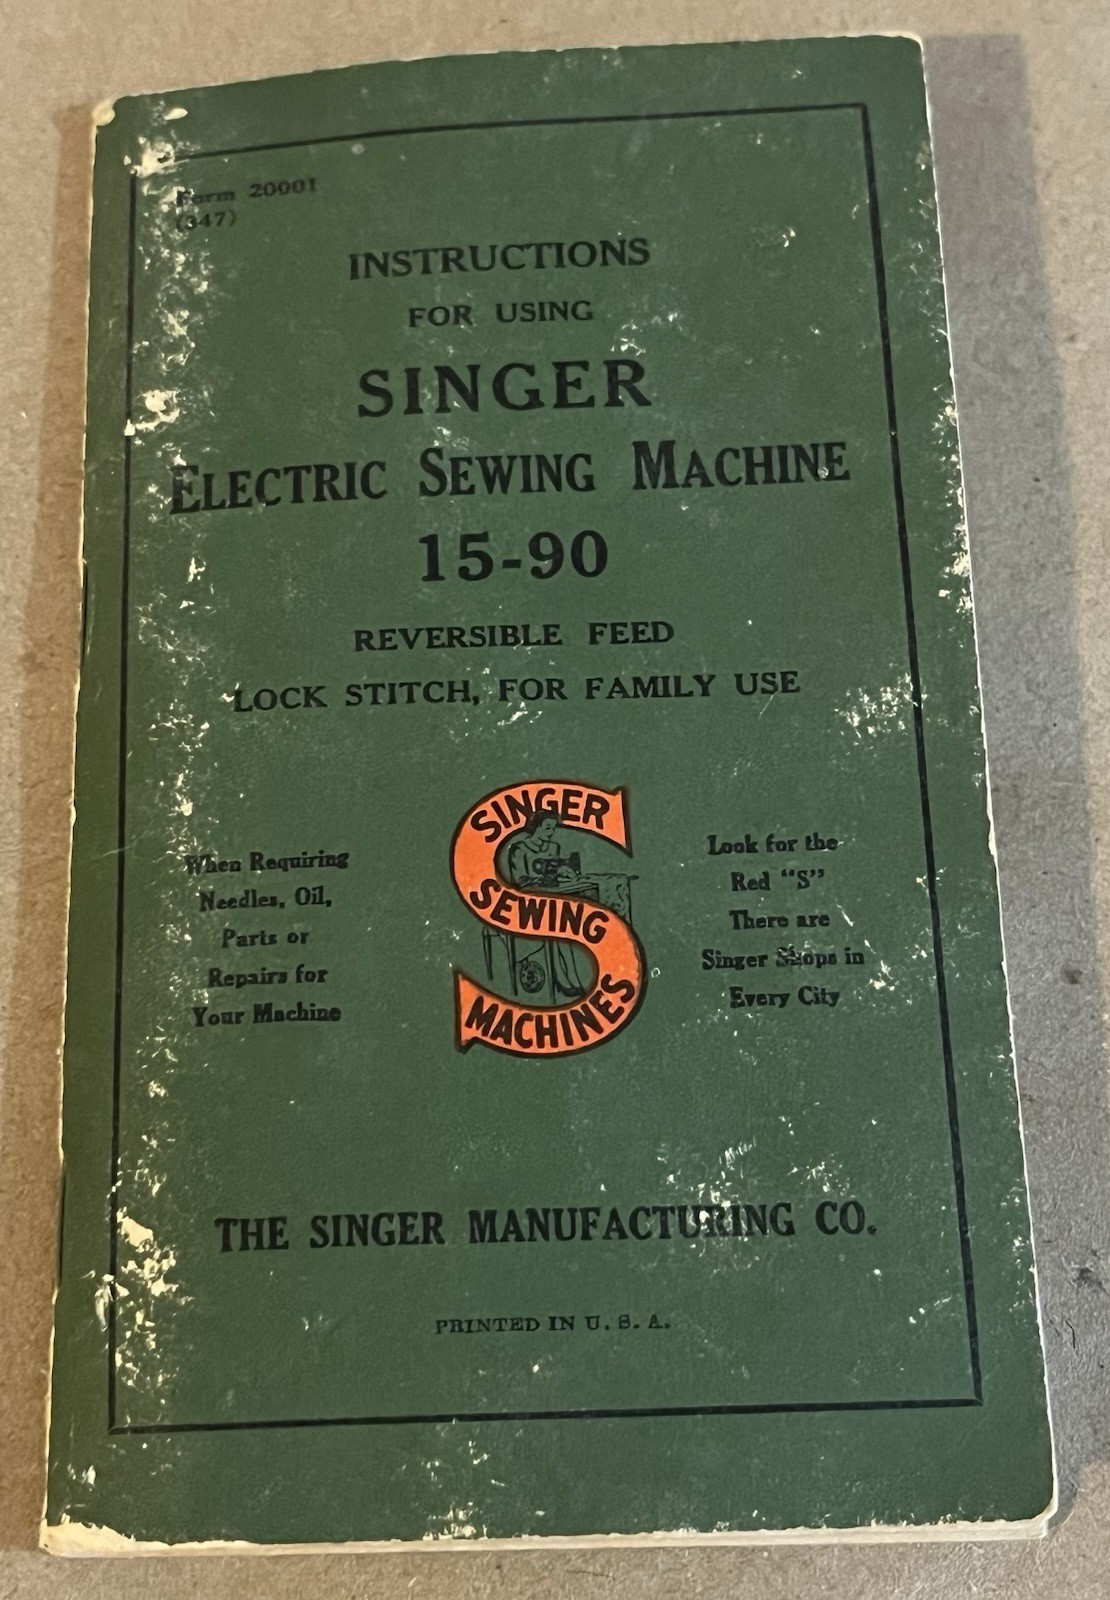 Form 20001
(347)
INSTRUCTIONS
FOR USING
SINGER
ELECTRIC SEWING MACHINE
15-90
REVERSIBLE FEED
LOCK STITCH, FOR FAMILY USE
When Requiring
Needles, Oil,
Parts or
Repairs for
Your Machine
SINGER
SEWING
MACHINES
Look for the
Red "S"
There are
Singer Shops in
Every City
THE SINGER MANUFACTURING CO.
PRINTED IN U. S. A.